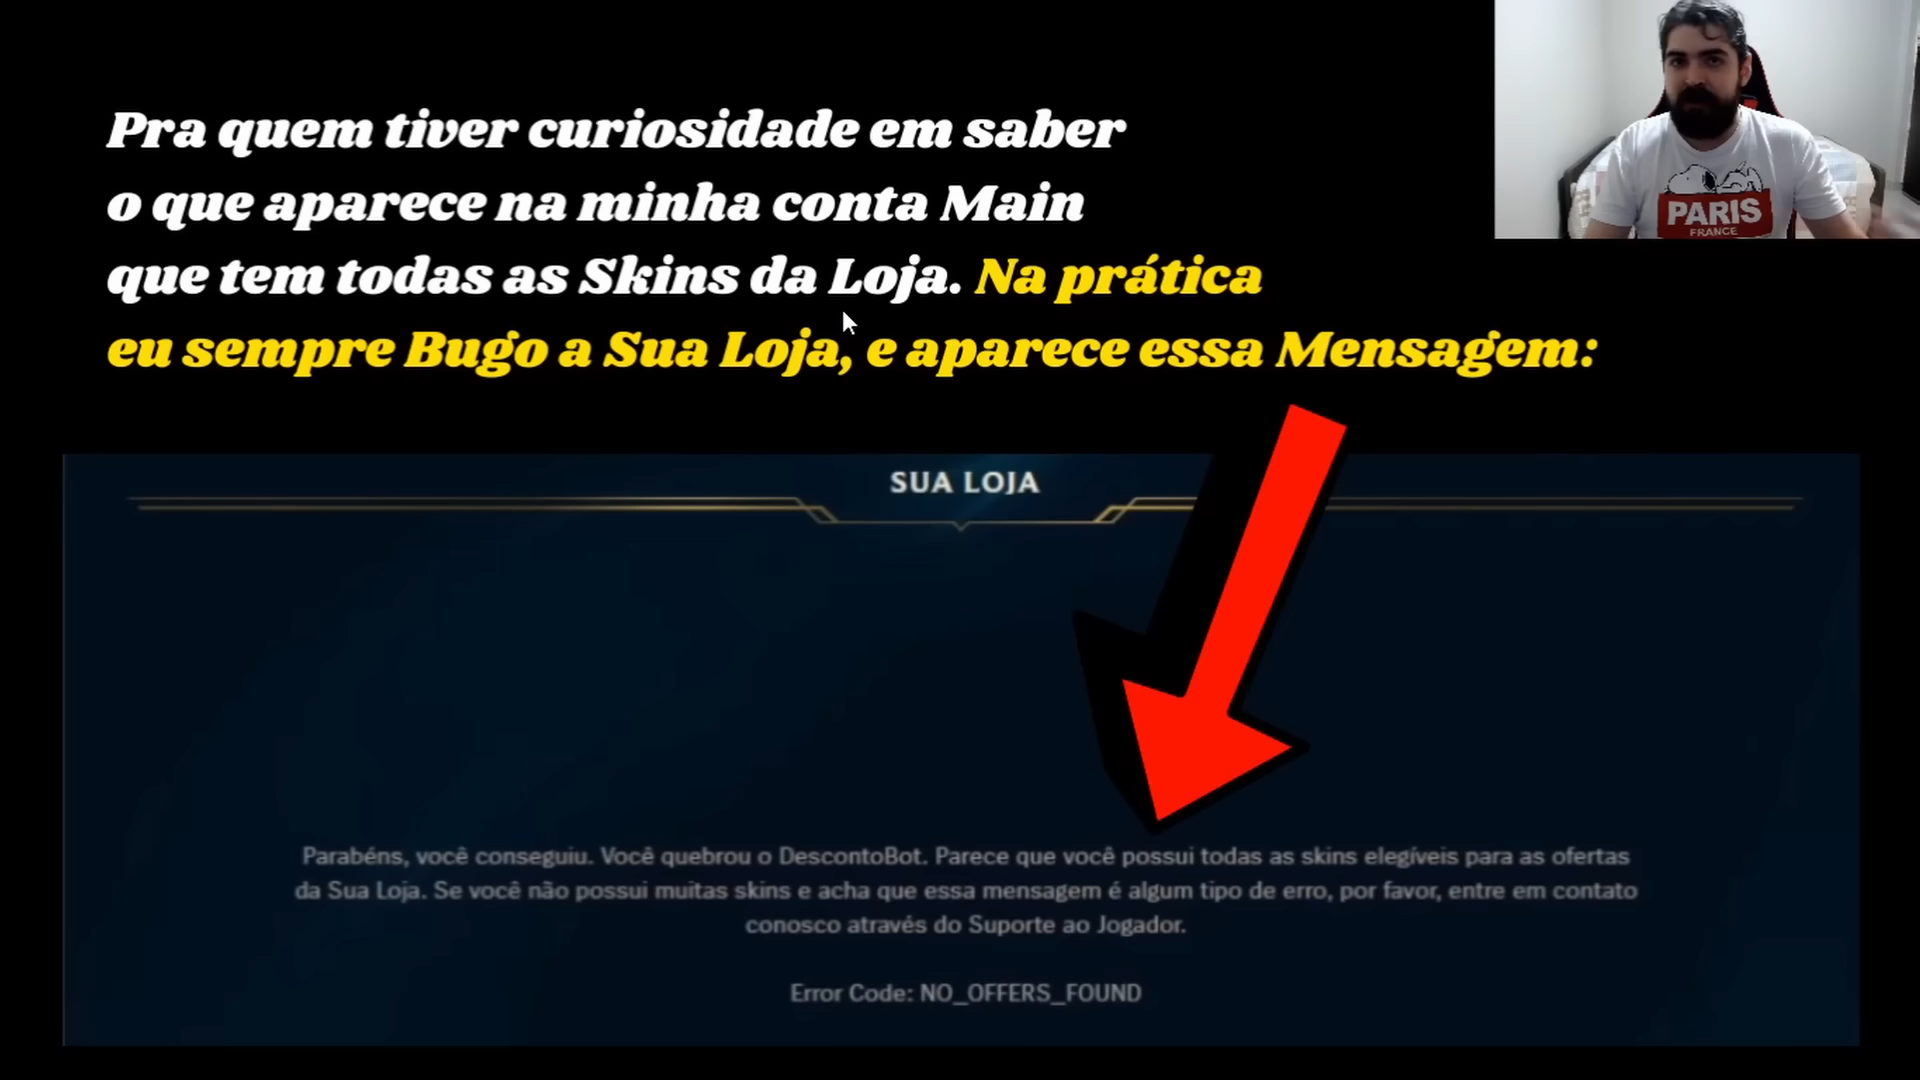 Pra quem tiver curiosidade em saber
o que aparece na minha conta Main
que tem todas as Skins da Loja. Na prática
eu sempre Bugo a Sua Loja, e aparece essa Mensagem:
PARIS
FRANCE
SUA LOJA
Parabéns, você conseguiu. Você quebrou o DescontoBot. Parece que você possui todas as skins elegíveis para as ofertas
da Sua Loja. Se você não possui muitas skins e acha que essa mensagem é algum tipo de erro, por favor, entre em contato
conosco através do Suporte ao Jogador.
Error Code: NO_OFFERS_FOUND